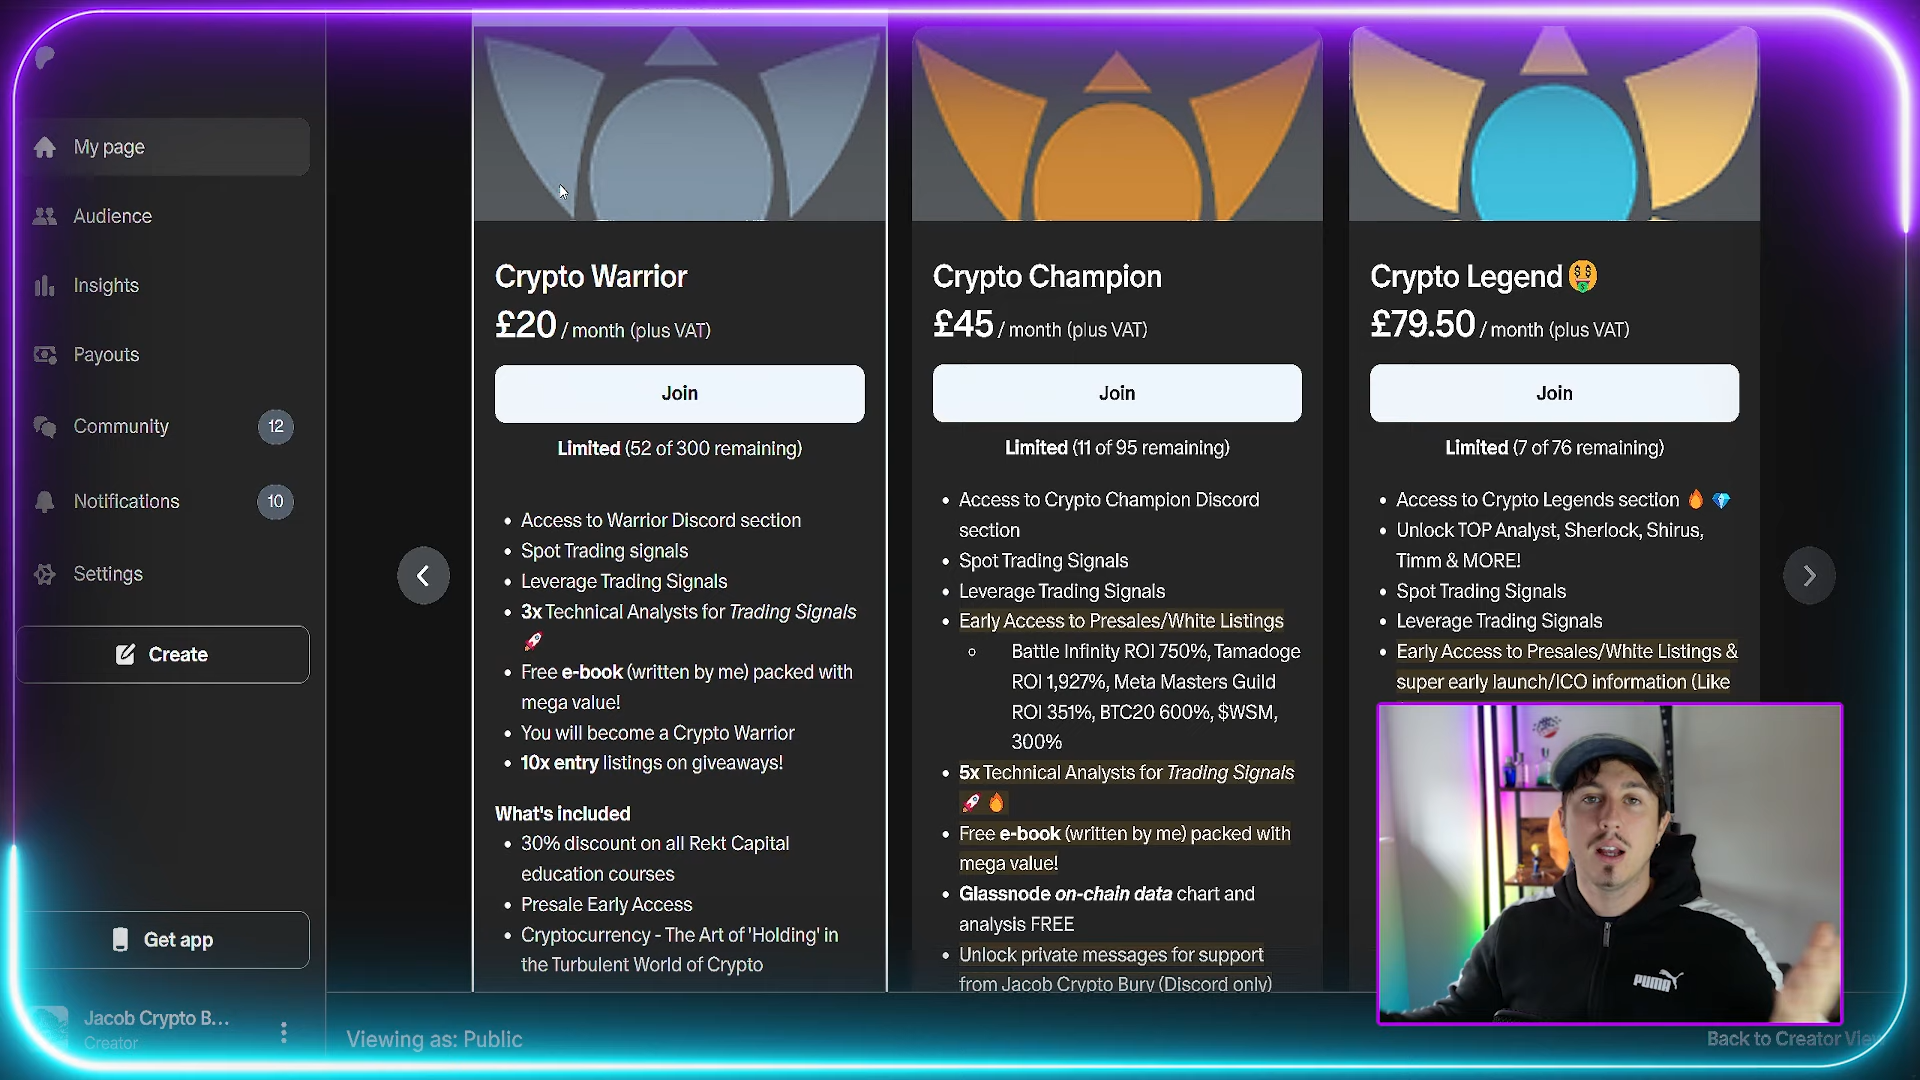 My page
Audience
Insights
Payouts
Community
12
Notifications
10
Settings
Create
Get app
Jacob Crypto B...
Creator
Crypto Warrior
£20 / month (plus VAT)
Join
Limited (52 of 300 remaining)
Access to Warrior Discord section
Spot Trading signals
Leverage Trading Signals
3x Technical Analysts for Trading Signals
🚀
Free e-book (written by me) packed with
mega value!
You will become a Crypto Warrior
10x entry listings on giveaways!
What's included
30% discount on all Rekt Capital
education courses
Presale Early Access
Cryptocurrency - The Art of 'Holding' in
the Turbulent World of Crypto
Crypto Champion
£45 / month (plus VAT)
Join
Limited (11 of 95 remaining)
Access to Crypto Champion Discord
section
Spot Trading Signals
Leverage Trading Signals
Early Access to Presales/White Listings
Battle Infinity ROI 750%, Tamadoge
ROI 1,927%, Meta Masters Guild
ROI 351%, BTC20 600%, $WSM,
300%
5x Technical Analysts for Trading Signals
🚀🔥
Free e-book (written by me) packed with
mega value!
Glassnode on-chain data chart and
analysis FREE
Unlock private messages for support
from Jacob Crypto Bury (Discord only)
Crypto Legend 🤑
£79.50 / month (plus VAT)
Join
Limited (7 of 76 remaining)
Access to Crypto Legends section 🔥 💎
Unlock TOP Analyst, Sherlock, Shirus,
Timm & MORE!
Spot Trading Signals
Leverage Trading Signals
Early Access to Presales/White Listings &
super early launch/ICO information (Like
PUMA
Viewing as: Public
Back to Creator View